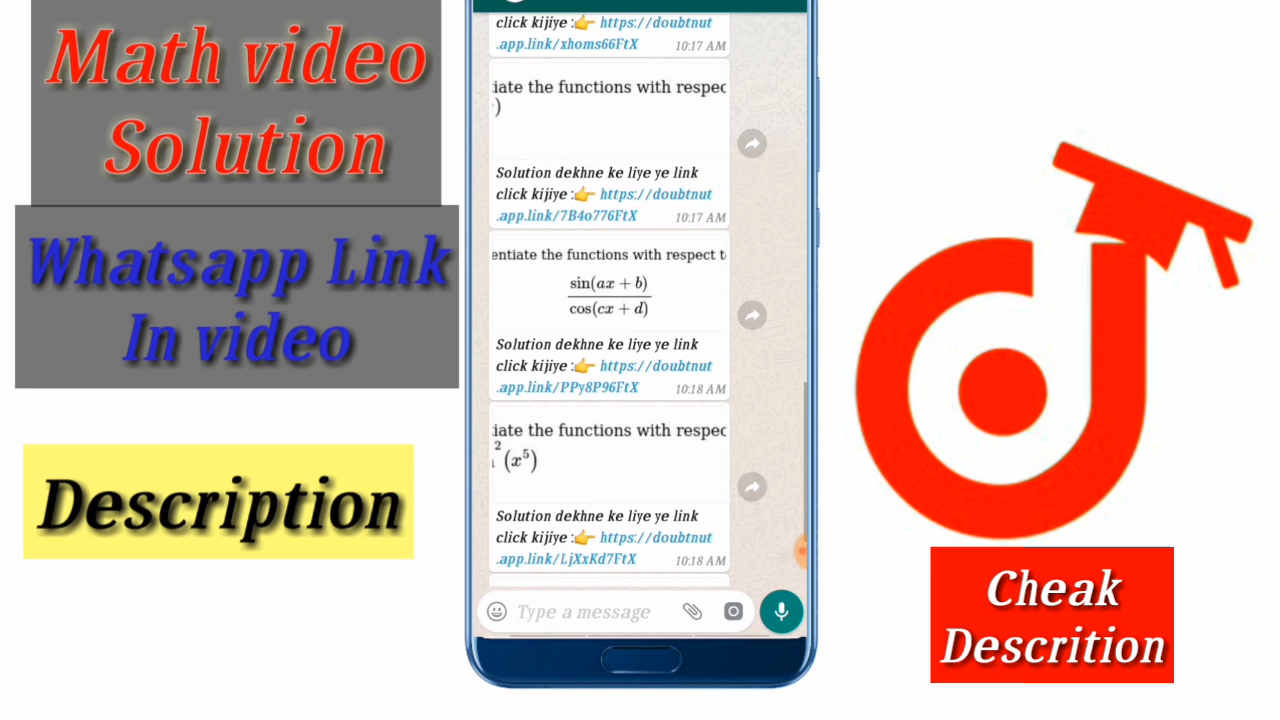 Math video
Solution
Whatsapp Link
In video
Description
click kijiye :👉 https://doubtnut
.app.link/xhoms66FtX 10:17 AM
iate the functions with respec
)
Solution dekhne ke liye ye link
click kijiye :👉 https://doubtnut
.app.link/7B4o776FtX 10:17 AM
entiate the functions with respect t
sin(ax + b)
cos(cx + d)
Solution dekhne ke liye ye link
click kijiye :👉 https://doubtnut
.app.link/PPy8P96FtX 10:18 AM
iate the functions with respec
2 (x⁵)
Solution dekhne ke liye ye link
click kijiye :👉 https://doubtnut
.app.link/LjXxKd7FtX 10:18 AM
Type a message
Cheak
Descrition